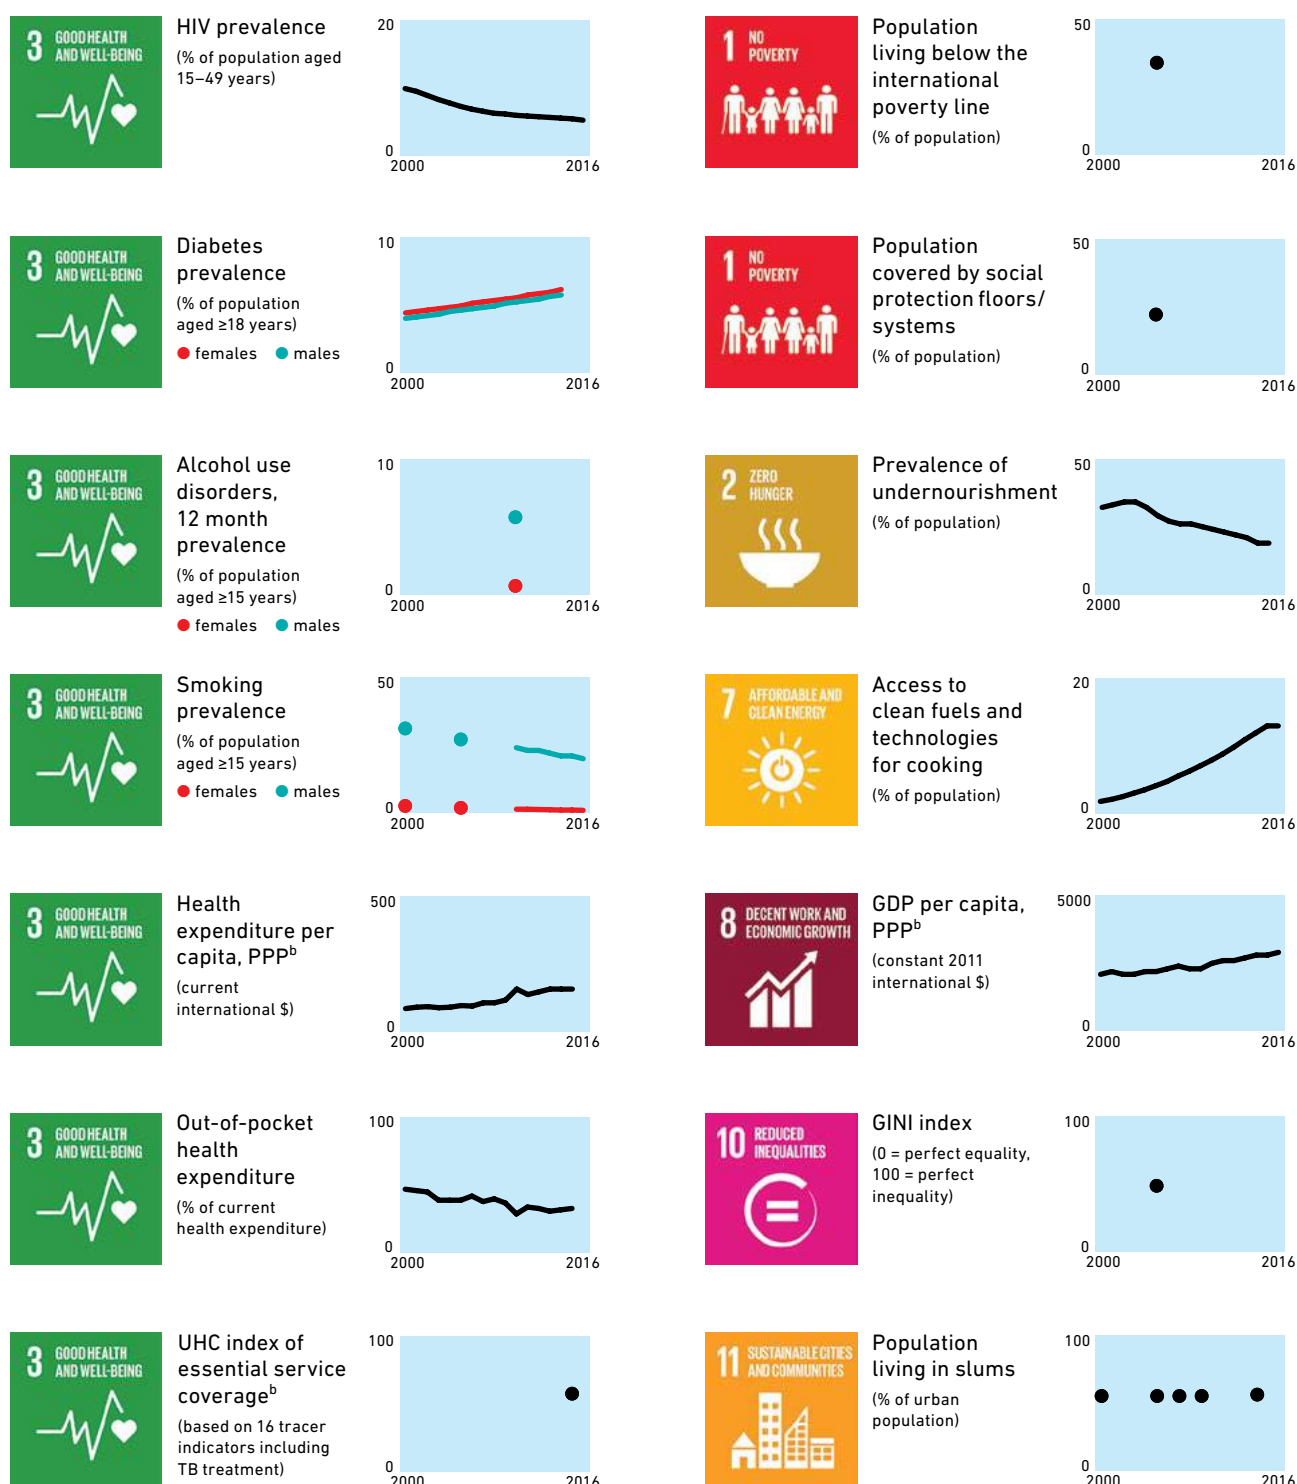 3 GOOD HEALTH
AND WELL-BEING
HIV prevalence
(% of population aged
15–49 years)
20
0
2000 2016
1 NO
POVERTY
Population
living below the
international
poverty line
(% of population)
50
0
2000 2016
3 GOOD HEALTH
AND WELL-BEING
Diabetes
prevalence
(% of population
aged ≥18 years)
females males
10
0
2000 2016
1 NO
POVERTY
Population
covered by social
protection floors/
systems
(% of population)
50
0
2000 2016
3 GOOD HEALTH
AND WELL-BEING
Alcohol use
disorders,
12 month
prevalence
(% of population
aged ≥15 years)
females males
10
0
2000 2016
2 ZERO
HUNGER
Prevalence of
undernourishment
(% of population)
50
0
2000 2016
3 GOOD HEALTH
AND WELL-BEING
Smoking
prevalence
(% of population
aged ≥15 years)
females males
50
0
2000 2016
7 AFFORDABLE AND
CLEAN ENERGY
Access to
clean fuels and
technologies
for cooking
(% of population)
20
0
2000 2016
3 GOOD HEALTH
AND WELL-BEING
Health
expenditure per
capita, PPPb
(current
international $)
500
0
2000 2016
8 DECENT WORK AND
ECONOMIC GROWTH
GDP per capita,
PPPb
(constant 2011
international $)
5000
0
2000 2016
3 GOOD HEALTH
AND WELL-BEING
Out-of-pocket
health
expenditure
(% of current
health expenditure)
100
0
2000 2016
10 REDUCED
INEQUALITIES
GINI index
(0 = perfect equality,
100 = perfect
inequality)
100
0
2000 2016
3 GOOD HEALTH
AND WELL-BEING
UHC index of
essential service
coverageb
(based on 16 tracer
indicators including
TB treatment)
100
0
2000 2016
11 SUSTAINABLE CITIES
AND COMMUNITIES
Population
living in slums
(% of urban
population)
100
0
2000 2016